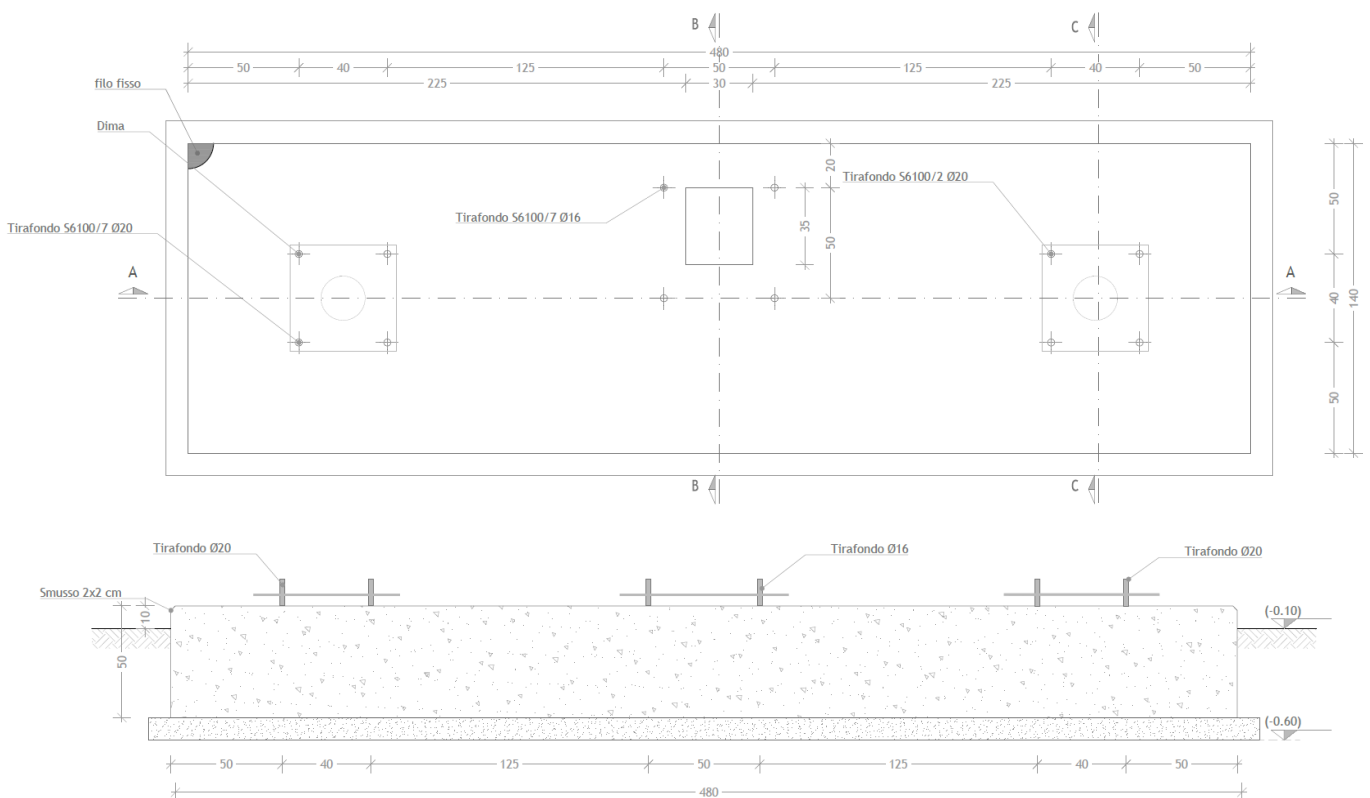 B
C
480
50
40
125
50
125
40
50
225
30
225
filo fisso
Dima
20
Tirafondo S6100/2 Ø20
50
140
Tirafondo S6100/7 Ø16
35
50
Tirafondo S6100/7 Ø20
A
A
40
50
B
C
Tirafondo Ø20
Tirafondo Ø16
Tirafondo Ø20
Smusso 2x2 cm
10
(-0.10)
50
(-0.60)
50
40
125
50
125
40
50
480